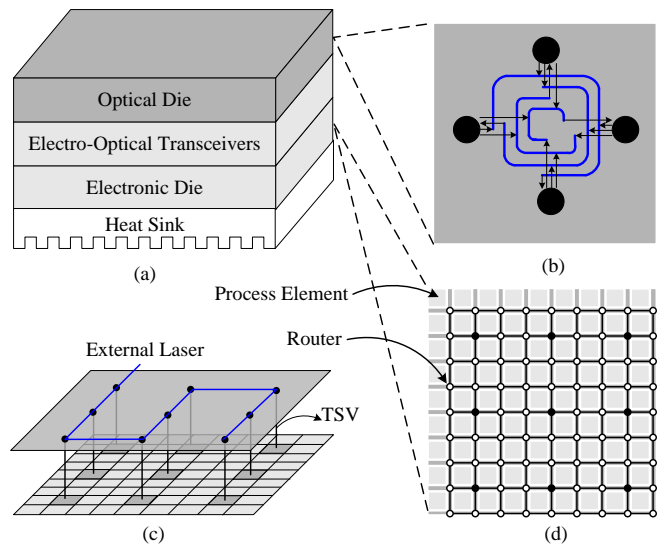 Optical Die
Electro-Optical Transceivers
Electronic Die
Heat Sink
(a)
(b)
Process Element
Router
External Laser
TSV
(c)
(d)